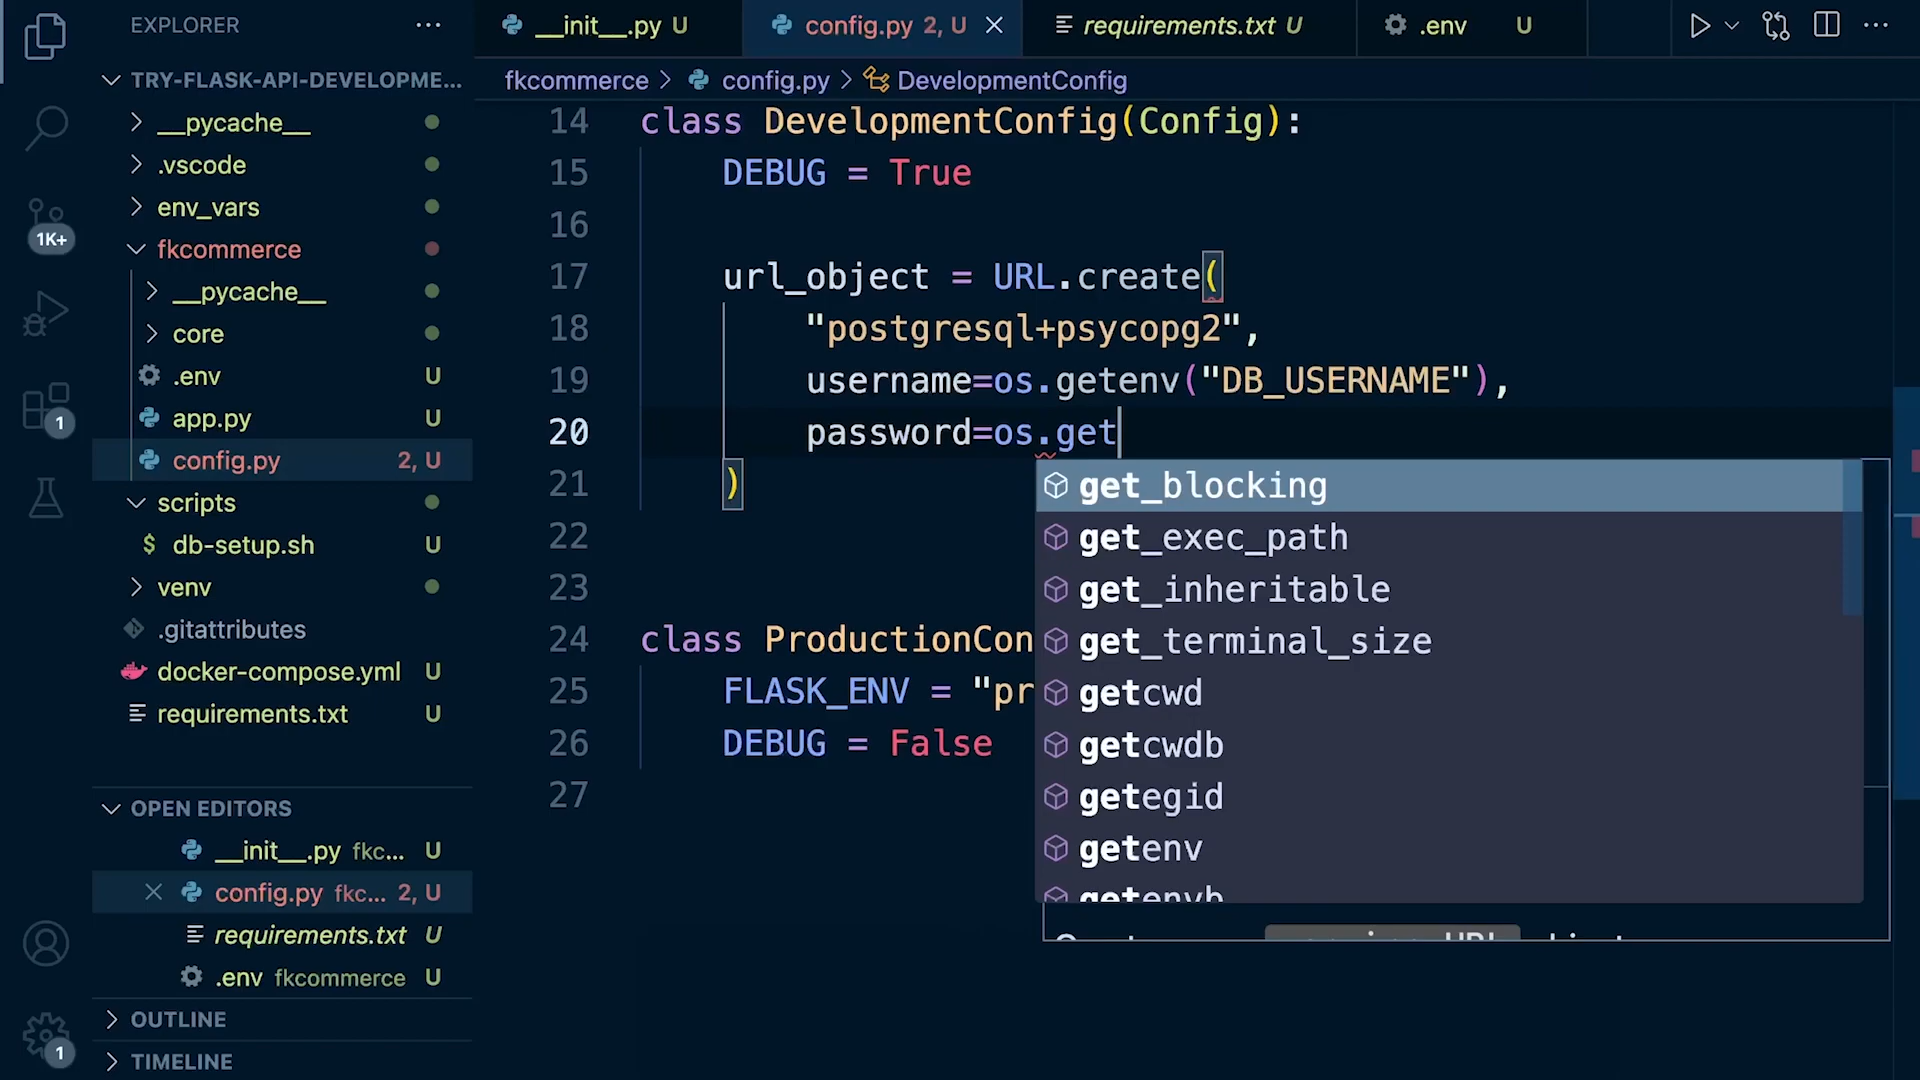 EXPLORER
TRY-FLASK-API-DEVELOPME...
__pycache__
.vscode
env_vars
fkcommerce
__pycache__
core
.env U
app.py U
config.py 2, U
scripts
$ db-setup.sh U
venv
.gitattributes
docker-compose.yml U
requirements.txt U
OPEN EDITORS
__init__.py fkc... U
config.py fkc... 2, U
requirements.txt U
.env fkcommerce U
OUTLINE
TIMELINE
1K+
1
1
__init__.py U
config.py 2, U
requirements.txt U
.env U
fkcommerce > config.py > DevelopmentConfig
14 class DevelopmentConfig(Config):
15 DEBUG = True
16
17 url_object = URL.create(
18 "postgresql+psycopg2",
19 username=os.getenv("DB_USERNAME"),
20 password=os.get
21 )
22
23
24 class ProductionCon
25 FLASK_ENV = "pr
26 DEBUG = False
27
get_blocking
get_exec_path
get_inheritable
get_terminal_size
getcwd
getcwdb
getegid
getenv
getenvb